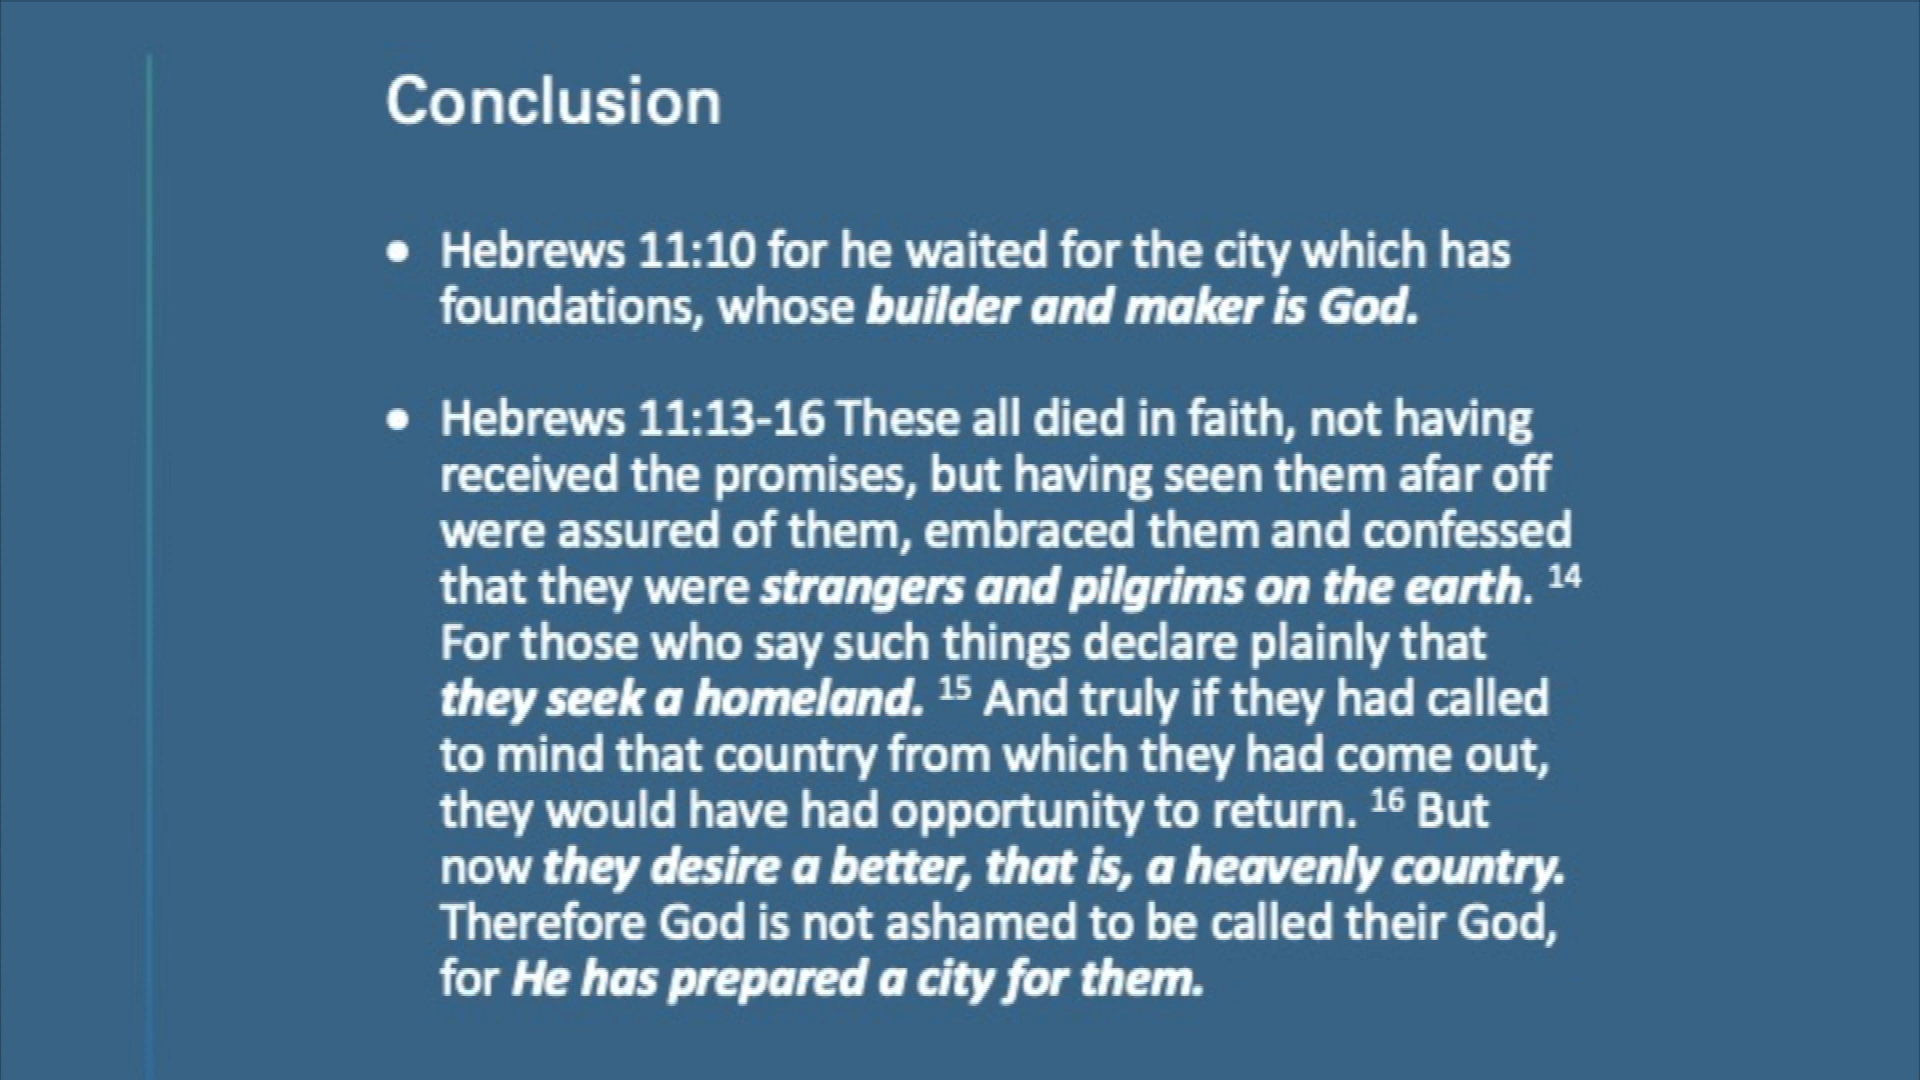 Conclusion
• Hebrews 11:10 for he waited for the city which has
foundations, whose builder and maker is God.
• Hebrews 11:13-16 These all died in faith, not having
received the promises, but having seen them afar off
were assured of them, embraced them and confessed
that they were strangers and pilgrims on the earth. 14
For those who say such things declare plainly that
they seek a homeland. 15 And truly if they had called
to mind that country from which they had come out,
they would have had opportunity to return. 16 But
now they desire a better, that is, a heavenly country.
Therefore God is not ashamed to be called their God,
for He has prepared a city for them.